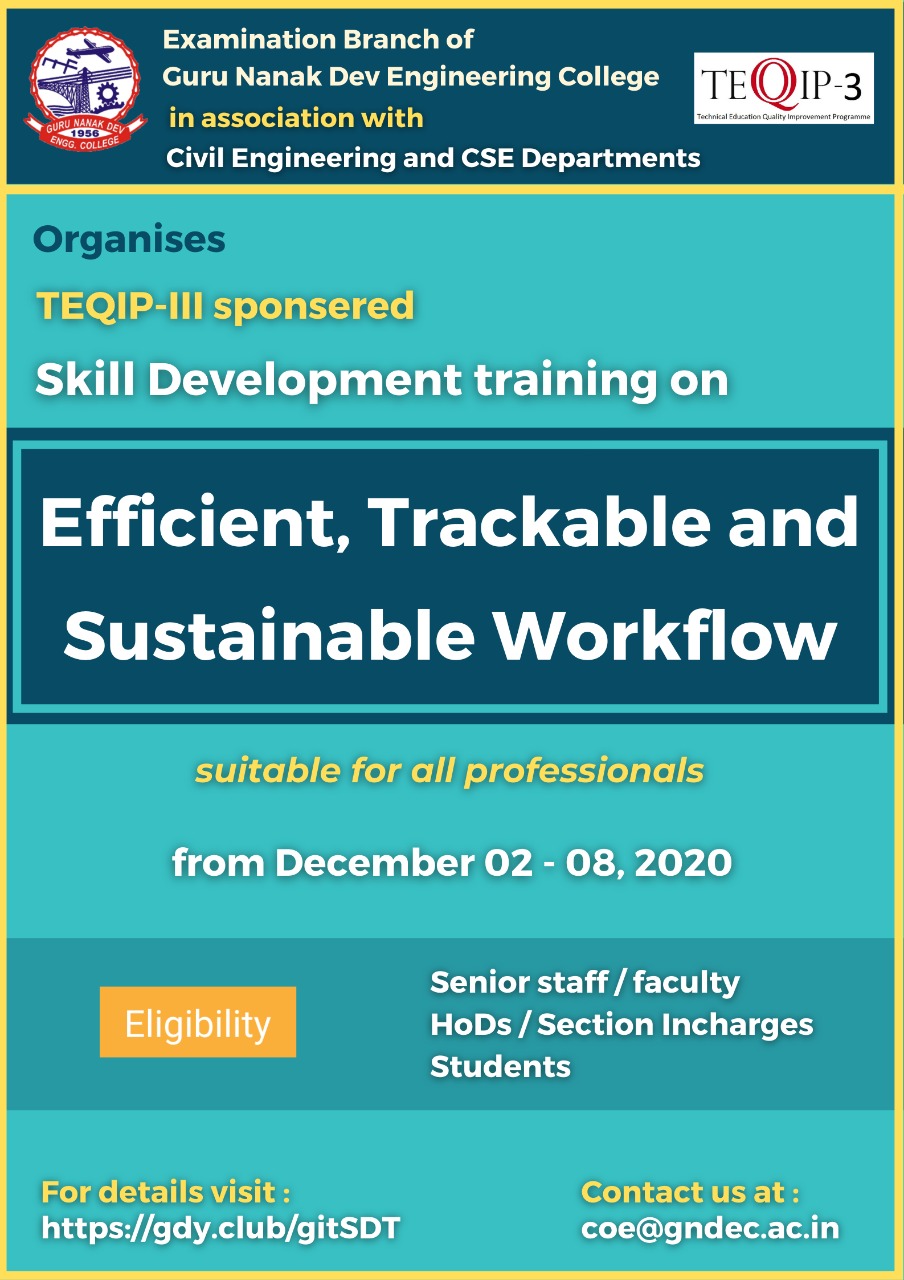 Examination Branch of
Guru Nanak Dev Engineering College
in association with
Civil Engineering and CSE Departments
GURU NANAK DEV
1956
ENGG. COLLEGE
TEQIP-3
Technical Education Quality Improvement Programme
Organises
TEQIP-III sponsered
Skill Development training on
Efficient, Trackable and
Sustainable Workflow
suitable for all professionals
from December 02 - 08, 2020
Eligibility
Senior staff / faculty
HoDs / Section Incharges
Students
For details visit :
https://gdy.club/gitSDT
Contact us at :
coe@gndec.ac.in